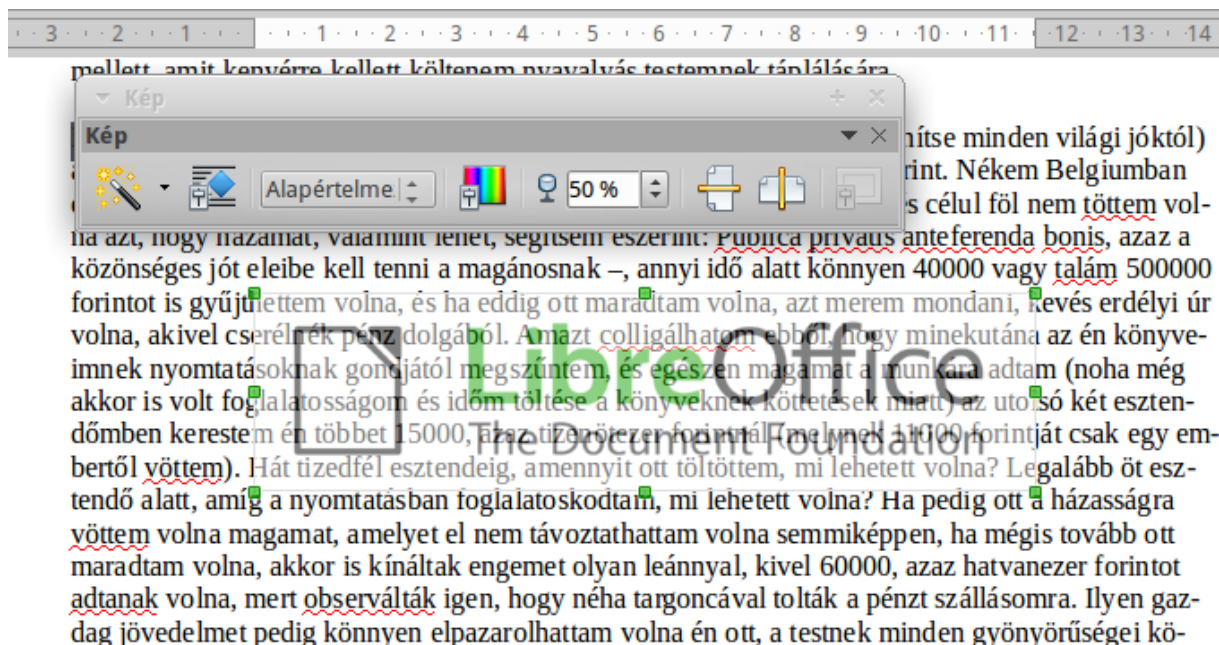 3 2 1 1 2 3 4 5 6 7 8 9 10 11 12 13 14
mellett, amit kenyérre kellett költenem nyavalyás testemnek táplálására
Kép
Kép
ítse minden világi jóktól)
Alapértelme 50 %
rint. Nékem Belgiumban
s célul föl nem töttem vol-
na azt, hogy hazámat, valamint lehet, segítsem eszerint: Publica privatis anteferenda bonis, azaz a
közönséges jót eleibe kell tenni a magánosnak –, annyi idő alatt könnyen 40000 vagy talám 500000
forintot is gyűjthettem volna, és ha eddig ott maradtam volna, azt merem mondani, kevés erdélyi úr
volna, akivel cserélnék pénz dolgából. Amazt colligálhatom ebből, hogy minekutána az én könyve-
imnek nyomtatásoknak gondjától megszűntem, és egészen magamat a munkára adtam (noha még
LibreOffice
akkor is volt foglalatosságom és időm töltése a könyveknek köttetések miatt) az utolsó két eszten-
dőmben kerestem én többet 15000, azaz tizenötezer forintnál (melynek 11000 forintját csak egy em-
The Document Foundation
bertől vöttem). Hát tizedfél esztendeig, amennyit ott töltöttem, mi lehetett volna? Legalább öt esz-
tendő alatt, amíg a nyomtatásban foglalatoskodtam, mi lehetett volna? Ha pedig ott a házasságra
vöttem volna magamat, amelyet el nem távoztathattam volna semmiképpen, ha mégis tovább ott
maradtam volna, akkor is kínáltak engemet olyan leánnyal, kivel 60000, azaz hatvanezer forintot
adtanak volna, mert observálták igen, hogy néha targoncával tolták a pénzt szállásomra. Ilyen gaz-
dag jövedelmet pedig könnyen elpazarolhattam volna én ott, a testnek minden gyönyörűségei kö-